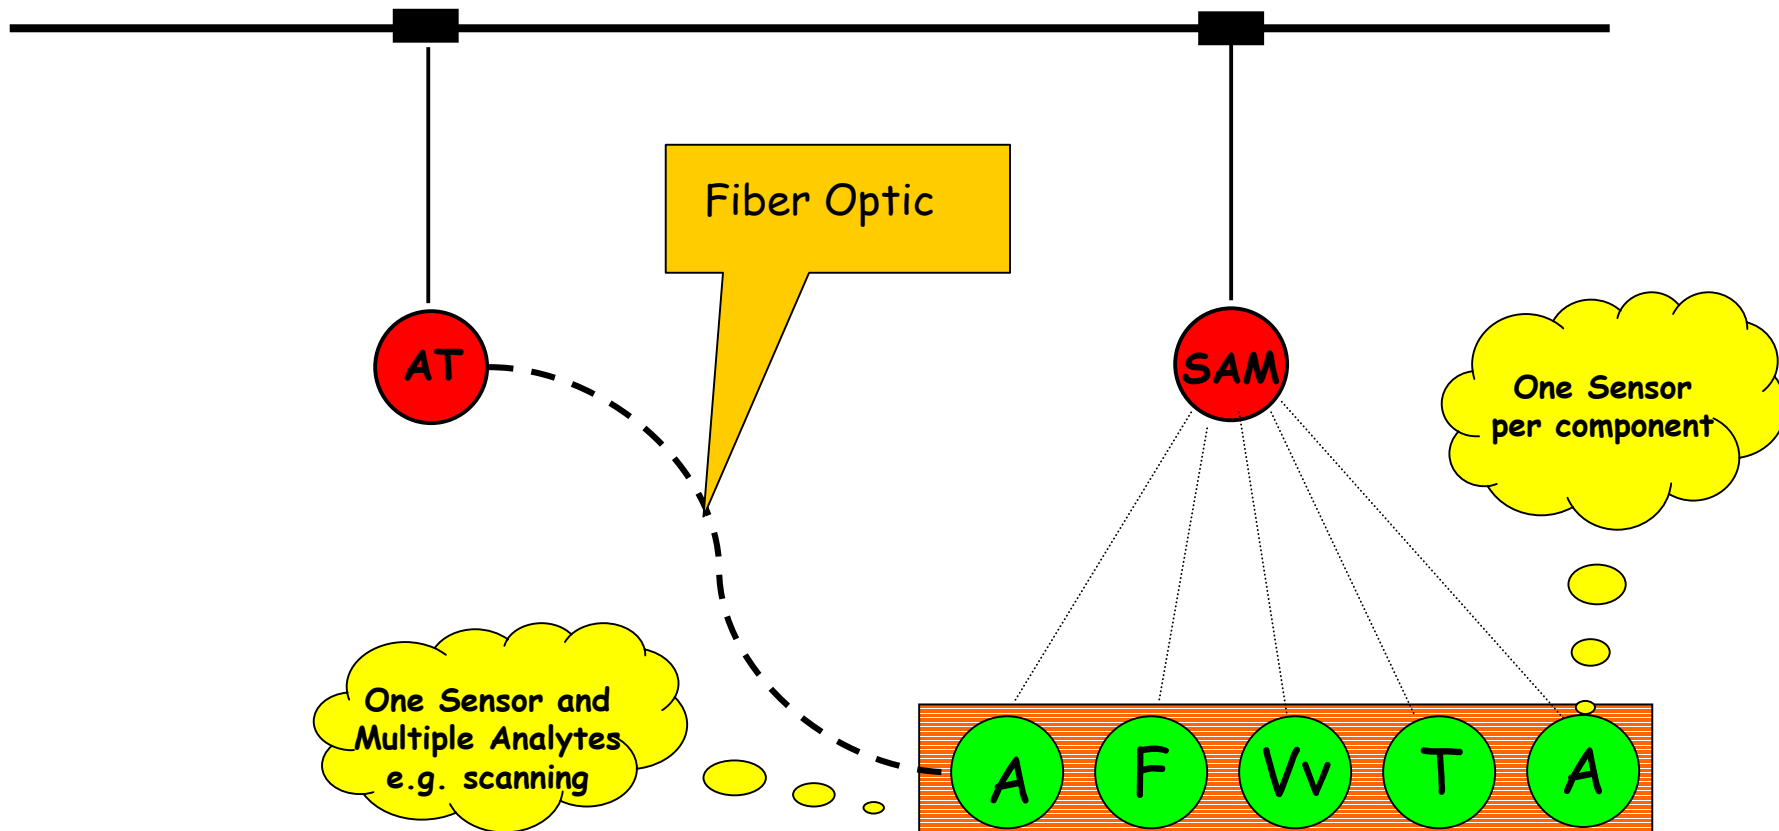 Fiber Optic
AT
SAM
One Sensor
per component
One Sensor and
Multiple Analytes
e.g. scanning
A F Vv T A